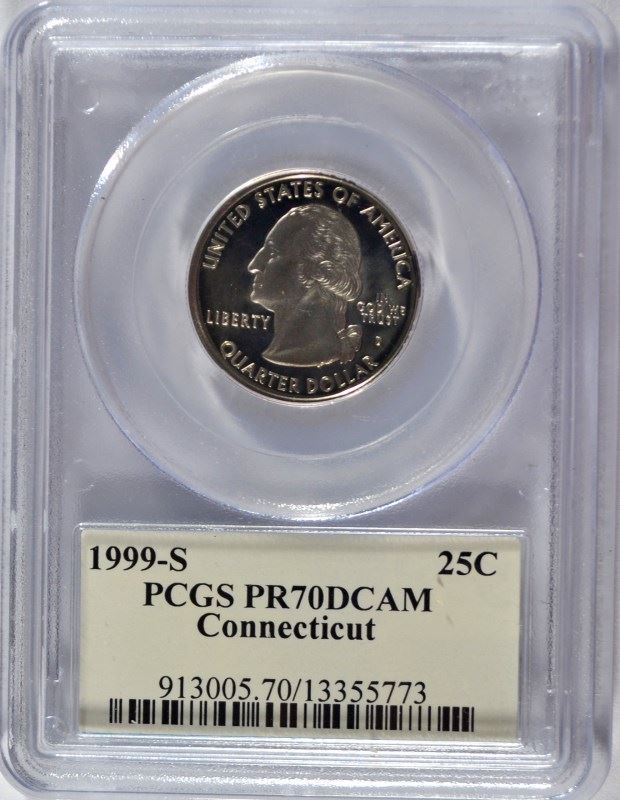 UNITED STATES OF AMERICA
LIBERTY
IN
GOD WE
TRUST
QUARTER DOLLAR
1999-S 25C
PCGS PR70DCAM
Connecticut
913005.70/13355773